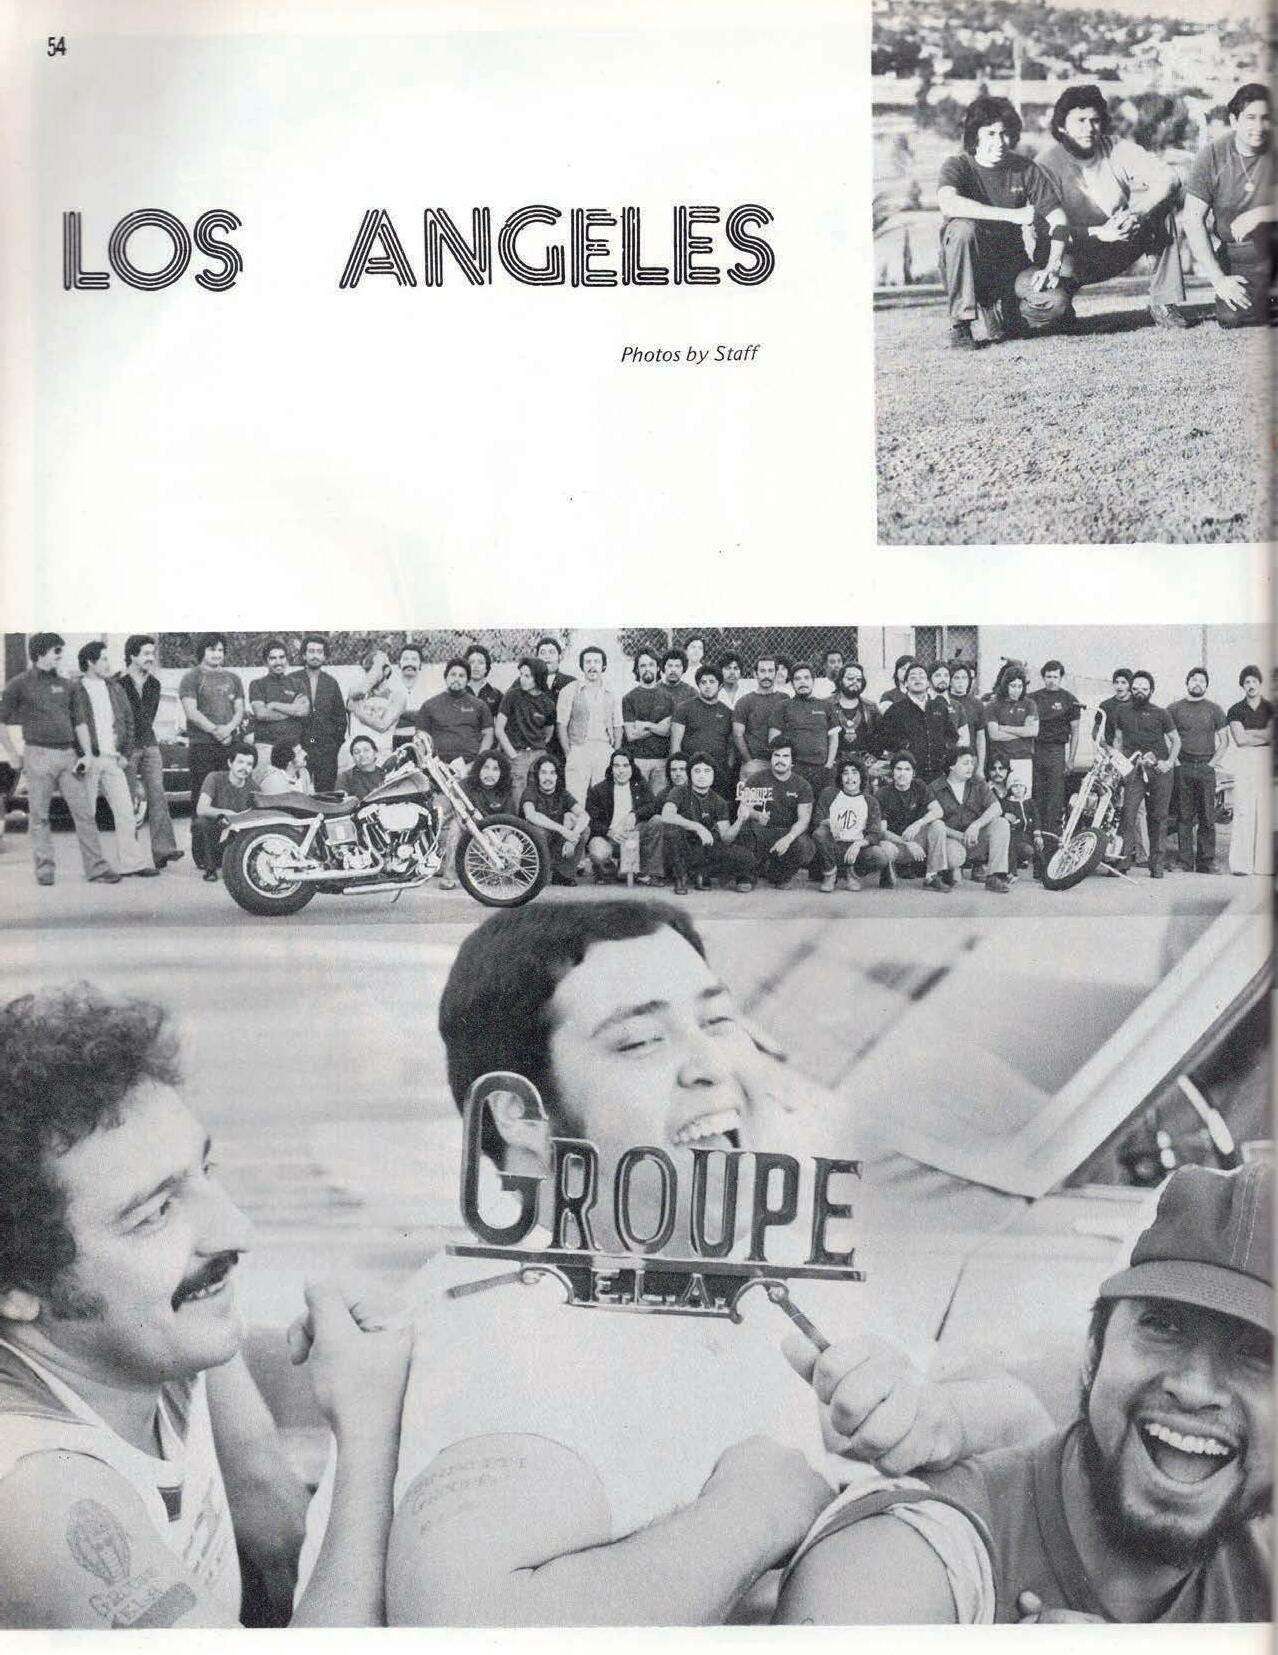 54
LOS ANGELES
Photos by Staff
GROUPE
MG
GROUPE
E.L.A.